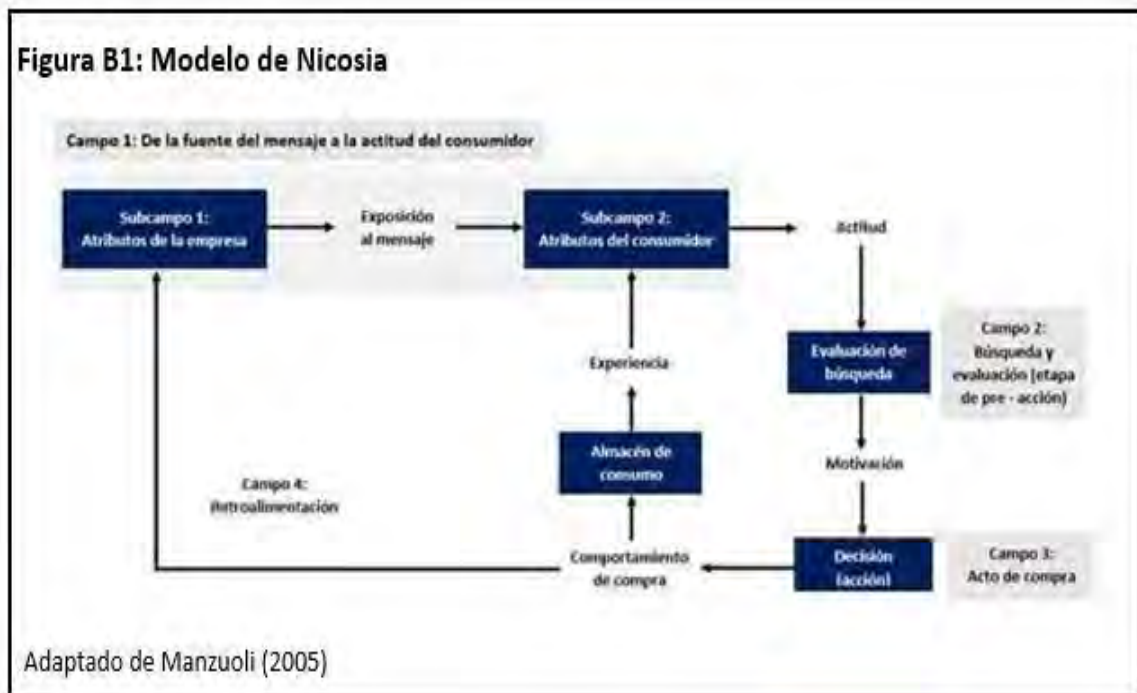 Figura B1: Modelo de Nicosia
Campo 1: De la fuente del mensaje a la actitud del consumidor
Subcampo 1:
Atributos de la empresa
Exposición
al mensaje
Subcampo 2:
Atributos del consumidor
Actitud
Evaluación de
búsqueda
Campo 2:
Búsqueda y
evaluación (etapa
de pre - acción)
Experiencia
Almacén de
consumo
Motivación
Campo 4:
Retroalimentación
Comportamiento
de compra
Decisión
(acción)
Campo 3:
Acto de compra
Adaptado de Manzuoli (2005)